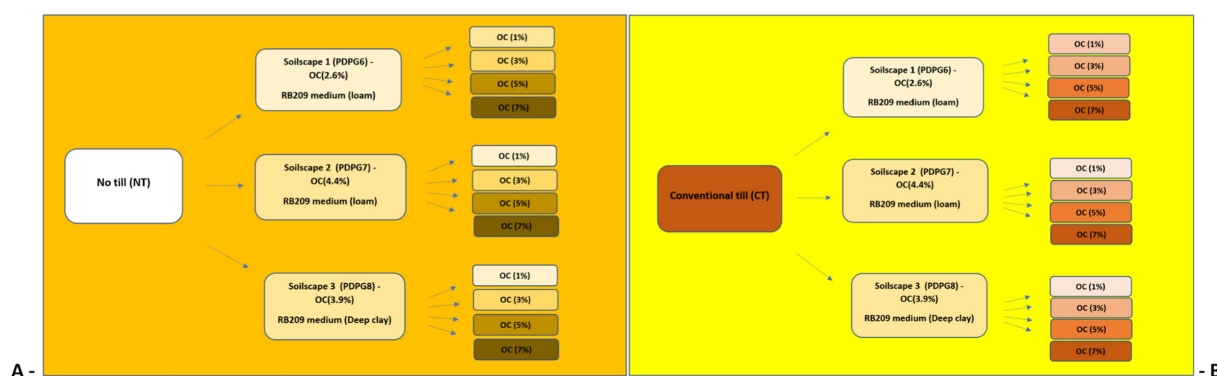 No till (NT)
Soilscape 1 (PDPG6) -
OC(2.6%)
RB209 medium (loam)
OC (1%)
OC (3%)
OC (5%)
OC (7%)
Soilscape 2 (PDPG7) -
OC(4.4%)
RB209 medium (loam)
OC (1%)
OC (3%)
OC (5%)
OC (7%)
Soilscape 3 (PDPG8) -
OC(3.9%)
RB209 medium (Deep clay)
OC (1%)
OC (3%)
OC (5%)
OC (7%)
A -
Conventional till (CT)
Soilscape 1 (PDPG6) -
OC(2.6%)
RB209 medium (loam)
OC (1%)
OC (3%)
OC (5%)
OC (7%)
Soilscape 2 (PDPG7) -
OC(4.4%)
RB209 medium (loam)
OC (1%)
OC (3%)
OC (5%)
OC (7%)
Soilscape 3 (PDPG8) -
OC(3.9%)
RB209 medium (Deep clay)
OC (1%)
OC (3%)
OC (5%)
OC (7%)
- B